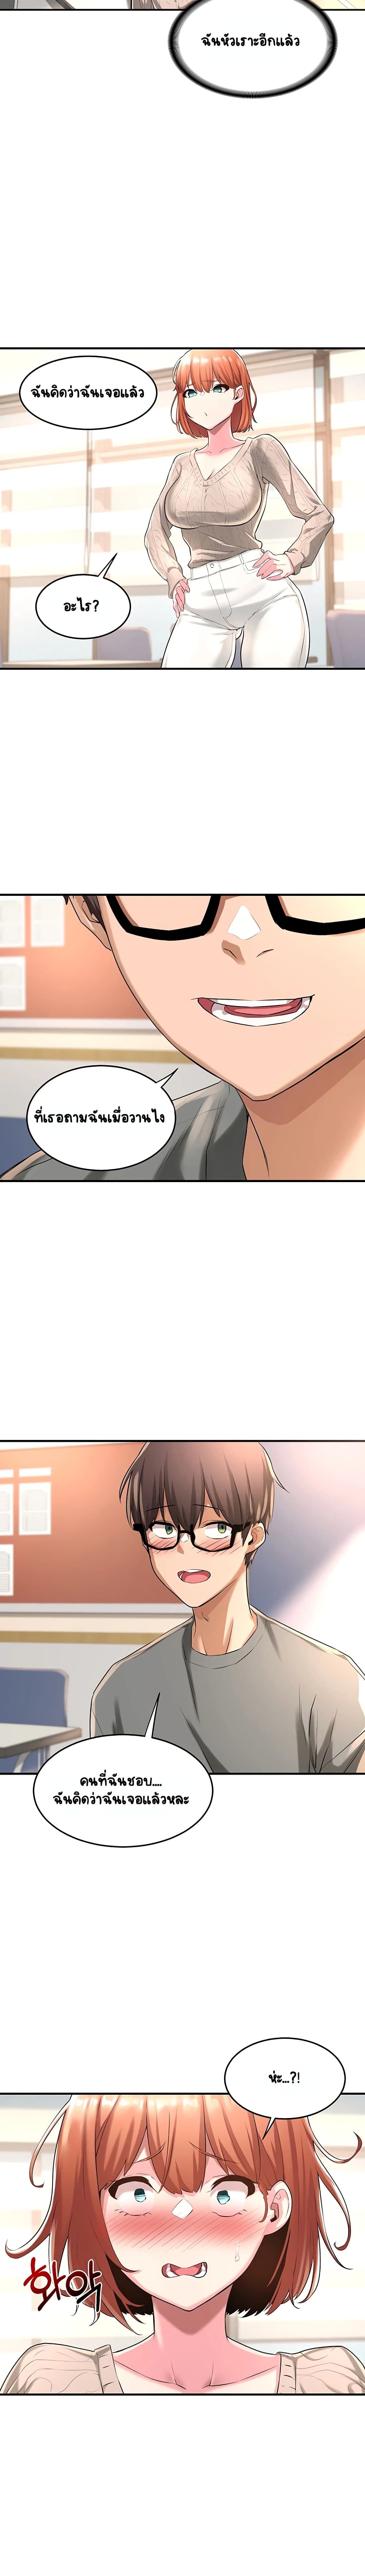 ฉันหัวเราะอีกแล้ว
ฉันคิดว่าฉันเจอแล้ว
อะไร?
ที่เธอถามฉันเมื่อวานไง
คนที่ฉันชอบ....
ฉันคิดว่าฉันเจอแล้วหละ
ห่ะ...?!
화악